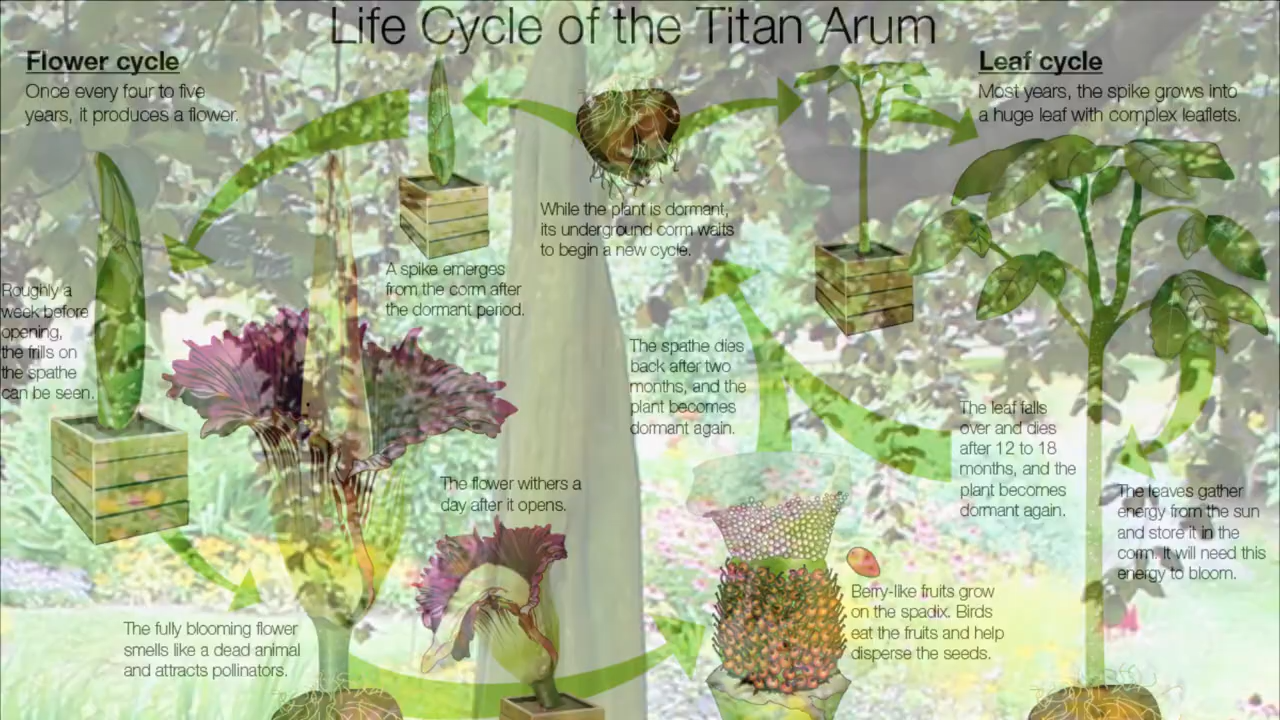 Life Cycle of the Titan Arum
Flower cycle
Once every four to five
years, it produces a flower.
Leaf cycle
Most years, the spike grows into
a huge leaf with complex leaflets.
While the plant is dormant,
its underground corm waits
to begin a new cycle.
A spike emerges
from the corm after
the dormant period.
Roughly a
week before
opening,
the frills on
the spathe
can be seen.
The spathe dies
back after two
months, and the
plant becomes
dormant again.
The leaf falls
over and dies
after 12 to 18
months, and the
plant becomes
dormant again.
The flower withers a
day after it opens.
The leaves gather
energy from the sun
and store it in the
corm. It will need this
energy to bloom.
Berry-like fruits grow
on the spadix. Birds
eat the fruits and help
disperse the seeds.
The fully blooming flower
smells like a dead animal
and attracts pollinators.